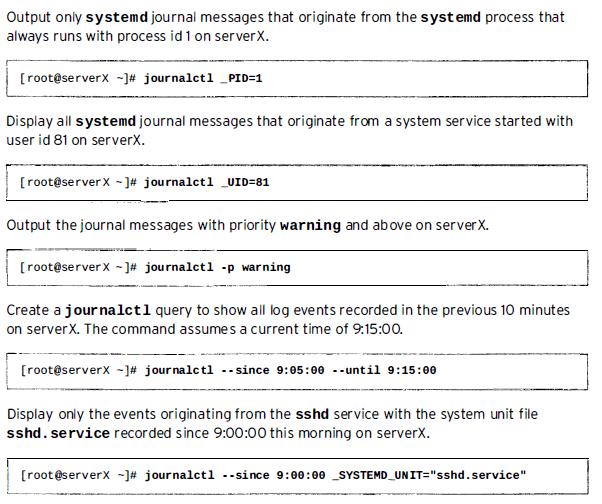 Output only systemd journal messages that originate from the systemd process that
always runs with process id 1 on serverX.
[root@serverX ~]# journalctl _PID=1
Display all systemd journal messages that originate from a system service started with
user id 81 on serverX.
[root@serverX ~]# journalctl _UID=81
Output the journal messages with priority warning and above on serverX.
[root@serverX ~]# journalctl -p warning
Create a journalctl query to show all log events recorded in the previous 10 minutes
on serverX. The command assumes a current time of 9:15:00.
[root@serverX ~]# journalctl --since 9:05:00 --until 9:15:00
Display only the events originating from the sshd service with the system unit file
sshd.service recorded since 9:00:00 this morning on serverX.
[root@serverX ~]# journalctl --since 9:00:00 _SYSTEMD_UNIT="sshd.service"